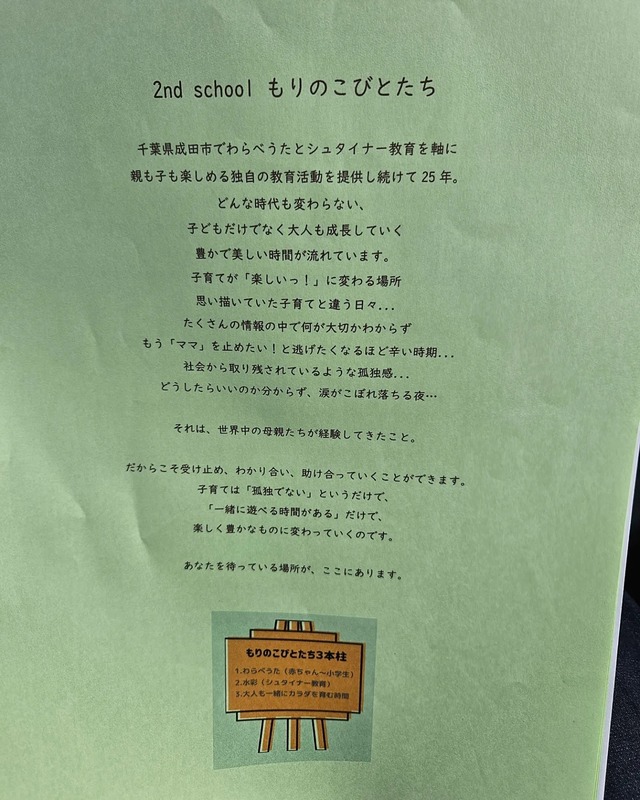 2nd school もりのこびとたち
千葉県成田市でわらべうたとシュタイナー教育を軸に
親も子も楽しめる独自の教育活動を提供し続けて 25 年。
どんな時代も変わらない、
子どもだけでなく大人も成長していく
豊かで美しい時間が流れています。
子育てが「楽しいっ！」に変わる場所
思い描いていた子育てと違う日々...
たくさんの情報の中で何が大切かわからず
もう「ママ」を止めたい！と逃げたくなるほど辛い時期...
社会から取り残されているような孤独感...
どうしたらいいのか分からず、涙がこぼれ落ちる夜…
それは、世界中の母親たちが経験してきたこと。
だからこそ受け止め、わかり合い、助け合っていくことができます。
子育ては「孤独でない」というだけで、
「一緒に遊べる時間がある」だけで、
楽しく豊かなものに変わっていくのです。
あなたを待っている場所が、ここにあります。
もりのこびとたち3本柱
1.わらべうた（赤ちゃん～小学生）
2.水彩（シュタイナー教育）
3.大人も一緒にカラダを育む時間